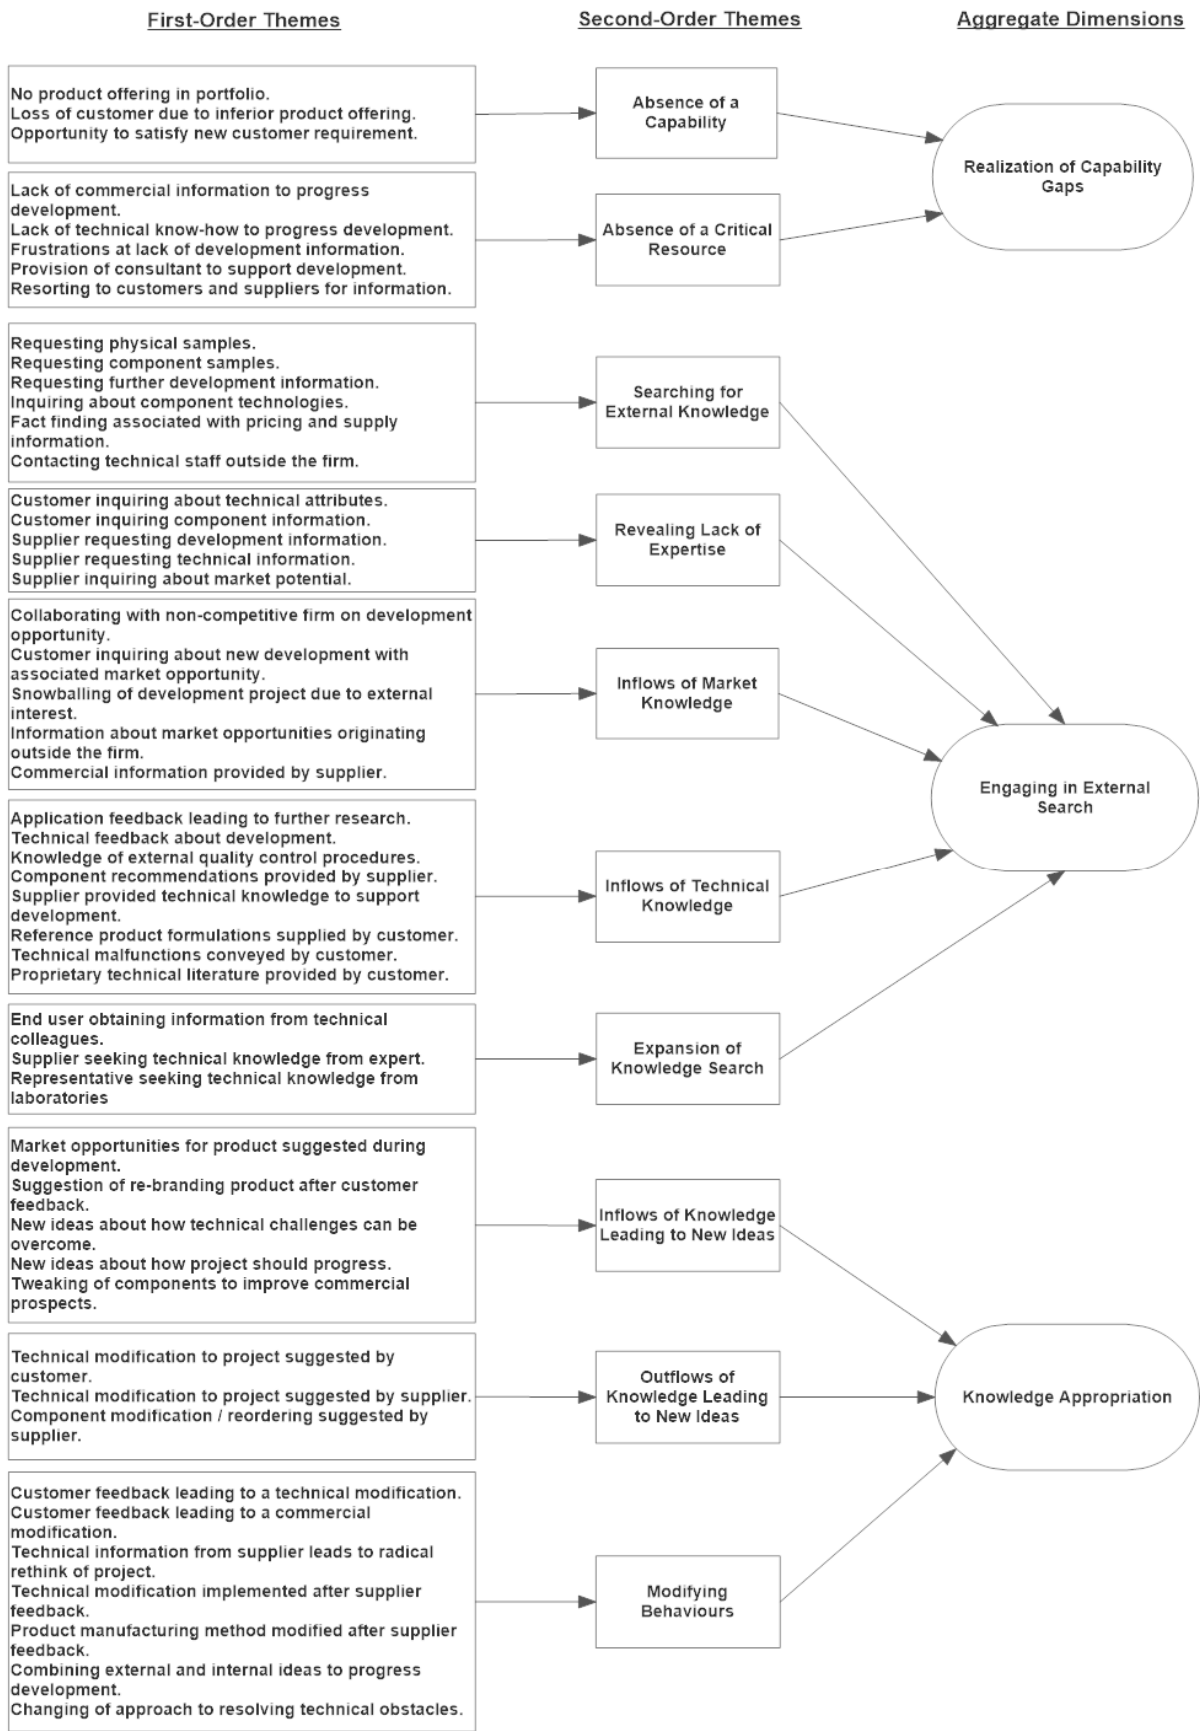 First-Order Themes
Second-Order Themes
Aggregate Dimensions
No product offering in portfolio.
Loss of customer due to inferior product offering.
Opportunity to satisfy new customer requirement.
Absence of a
Capability
Realization of Capability
Gaps
Lack of commercial information to progress
development.
Lack of technical know-how to progress development.
Frustrations at lack of development information.
Provision of consultant to support development.
Resorting to customers and suppliers for information.
Absence of a Critical
Resource
Requesting physical samples.
Requesting component samples.
Requesting further development information.
Inquiring about component technologies.
Fact finding associated with pricing and supply
information.
Contacting technical staff outside the firm.
Searching for
External Knowledge
Customer inquiring about technical attributes.
Customer inquiring component information.
Supplier requesting development information.
Supplier requesting technical information.
Supplier inquiring about market potential.
Revealing Lack of
Expertise
Collaborating with non-competitive firm on development
opportunity.
Customer inquiring about new development with
associated market opportunity.
Snowballing of development project due to external
interest.
Information about market opportunities originating
outside the firm.
Commercial information provided by supplier.
Inflows of Market
Knowledge
Engaging in External
Search
Application feedback leading to further research.
Technical feedback about development.
Knowledge of external quality control procedures.
Component recommendations provided by supplier.
Supplier provided technical knowledge to support
development.
Reference product formulations supplied by customer.
Technical malfunctions conveyed by customer.
Proprietary technical literature provided by customer.
Inflows of Technical
Knowledge
End user obtaining information from technical
colleagues.
Supplier seeking technical knowledge from expert.
Representative seeking technical knowledge from
laboratories
Expansion of
Knowledge Search
Market opportunities for product suggested during
development.
Suggestion of re-branding product after customer
feedback.
New ideas about how technical challenges can be
overcome.
New ideas about how project should progress.
Tweaking of components to improve commercial
prospects.
Inflows of Knowledge
Leading to New Ideas
Technical modification to project suggested by
customer.
Technical modification to project suggested by supplier.
Component modification / reordering suggested by
supplier.
Outflows of
Knowledge Leading
to New Ideas
Knowledge Appropriation
Customer feedback leading to a technical modification.
Customer feedback leading to a commercial
modification.
Technical information from supplier leads to radical
rethink of project.
Technical modification implemented after supplier
feedback.
Product manufacturing method modified after supplier
feedback.
Combining external and internal ideas to progress
development.
Changing of approach to resolving technical obstacles.
Modifying
Behaviours